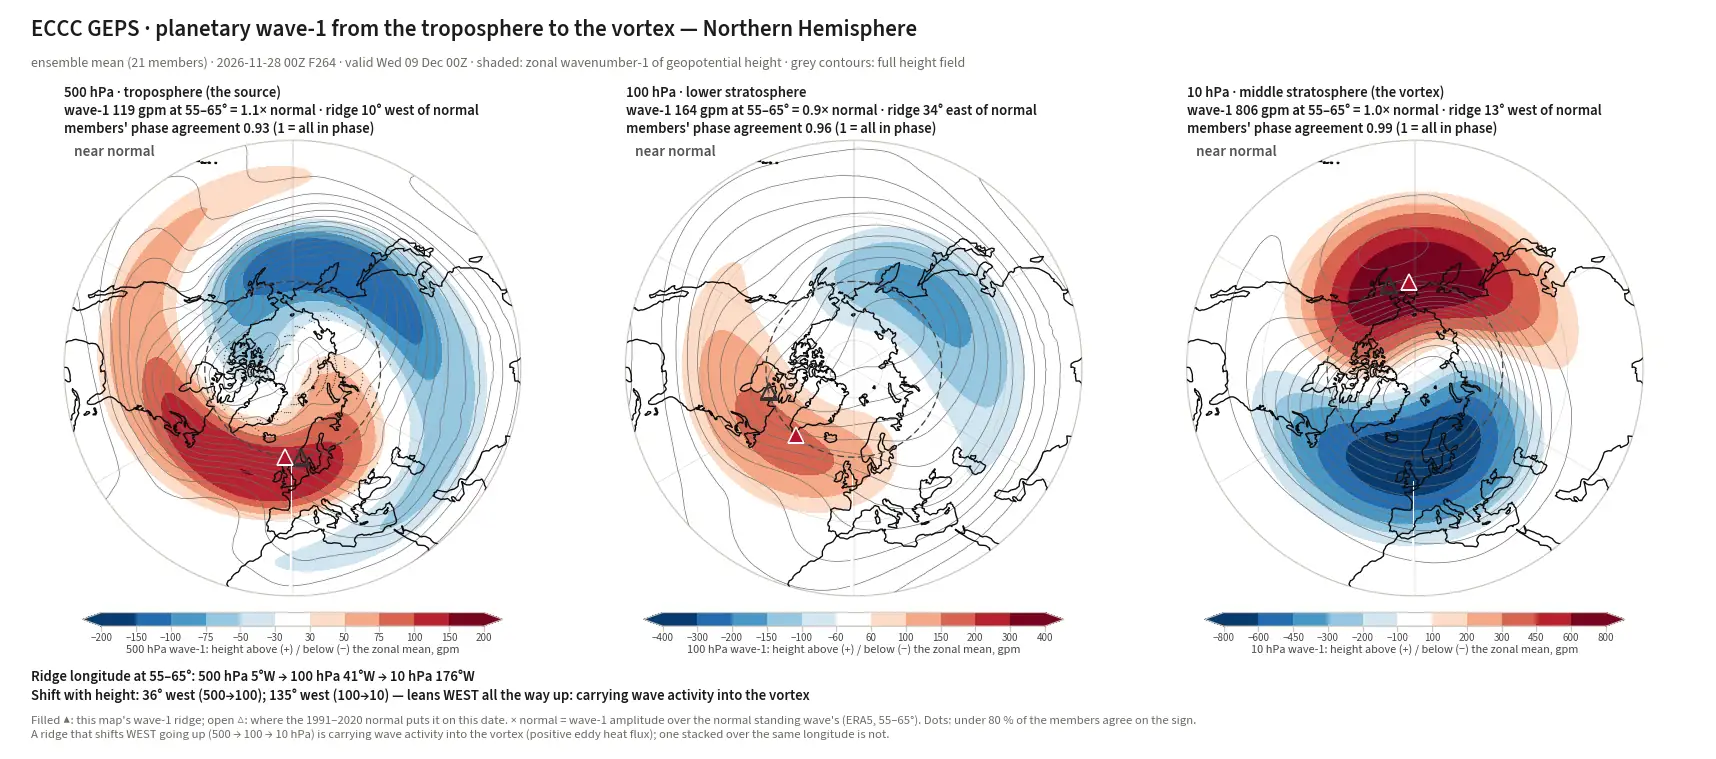 ECCC GEPS · planetary wave-1 from the troposphere to the vortex — Northern Hemisphere
ensemble mean (21 members) · 2026-11-28 00Z F264 · valid Wed 09 Dec 00Z · shaded: zonal wavenumber-1 of geopotential height · grey contours: full height field
500 hPa · troposphere (the source)
wave-1 119 gpm at 55–65° = 1.1× normal · ridge 10° west of normal
members' phase agreement 0.93 (1 = all in phase)
near normal
100 hPa · lower stratosphere
wave-1 164 gpm at 55–65° = 0.9× normal · ridge 34° east of normal
members' phase agreement 0.96 (1 = all in phase)
near normal
10 hPa · middle stratosphere (the vortex)
wave-1 806 gpm at 55–65° = 1.0× normal · ridge 13° west of normal
members' phase agreement 0.99 (1 = all in phase)
near normal
−200 −150 −100 −75 −50 −30 30 50 75 100 150 200
500 hPa wave-1: height above (+) / below (−) the zonal mean, gpm
−400 −300 −200 −150 −100 −60 60 100 150 200 300 400
100 hPa wave-1: height above (+) / below (−) the zonal mean, gpm
−800 −600 −450 −300 −200 −100 100 200 300 450 600 800
10 hPa wave-1: height above (+) / below (−) the zonal mean, gpm
Ridge longitude at 55–65°: 500 hPa 5°W → 100 hPa 41°W → 10 hPa 176°W
Shift with height: 36° west (500→100); 135° west (100→10) — leans WEST all the way up: carrying wave activity into the vortex
Filled ▲: this map's wave-1 ridge; open △: where the 1991–2020 normal puts it on this date. × normal = wave-1 amplitude over the normal standing wave's (ERA5, 55–65°). Dots: under 80 % of the members agree on the sign.
A ridge that shifts WEST going up (500 → 100 → 10 hPa) is carrying wave activity into the vortex (positive eddy heat flux); one stacked over the same longitude is not.